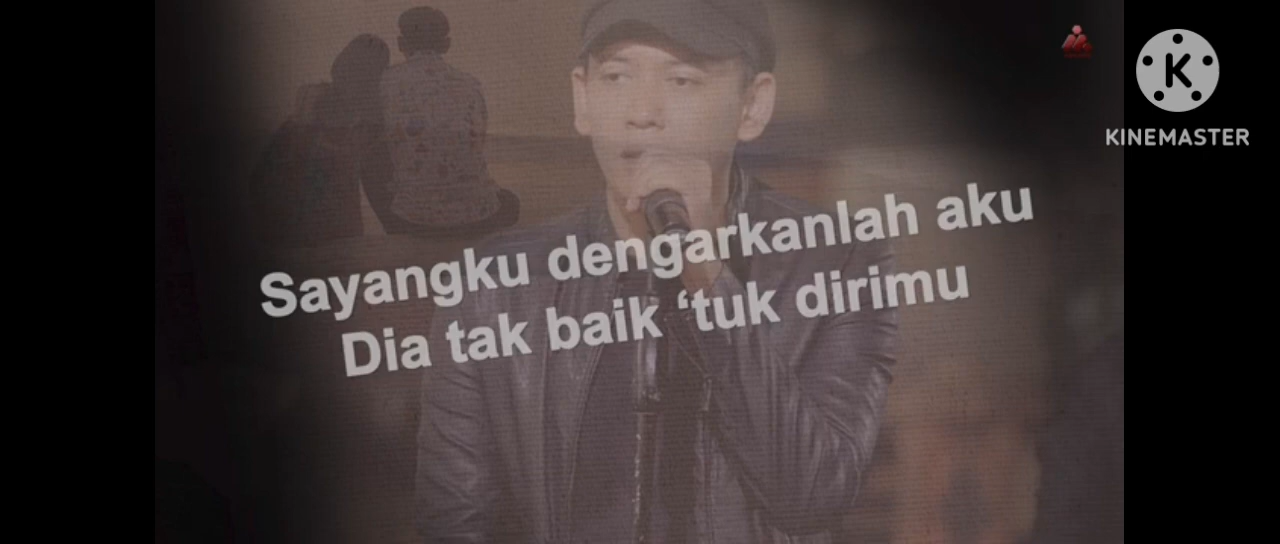 Sayangku dengarkanlah aku
Dia tak baik ‘tuk dirimu
KINEMASTER